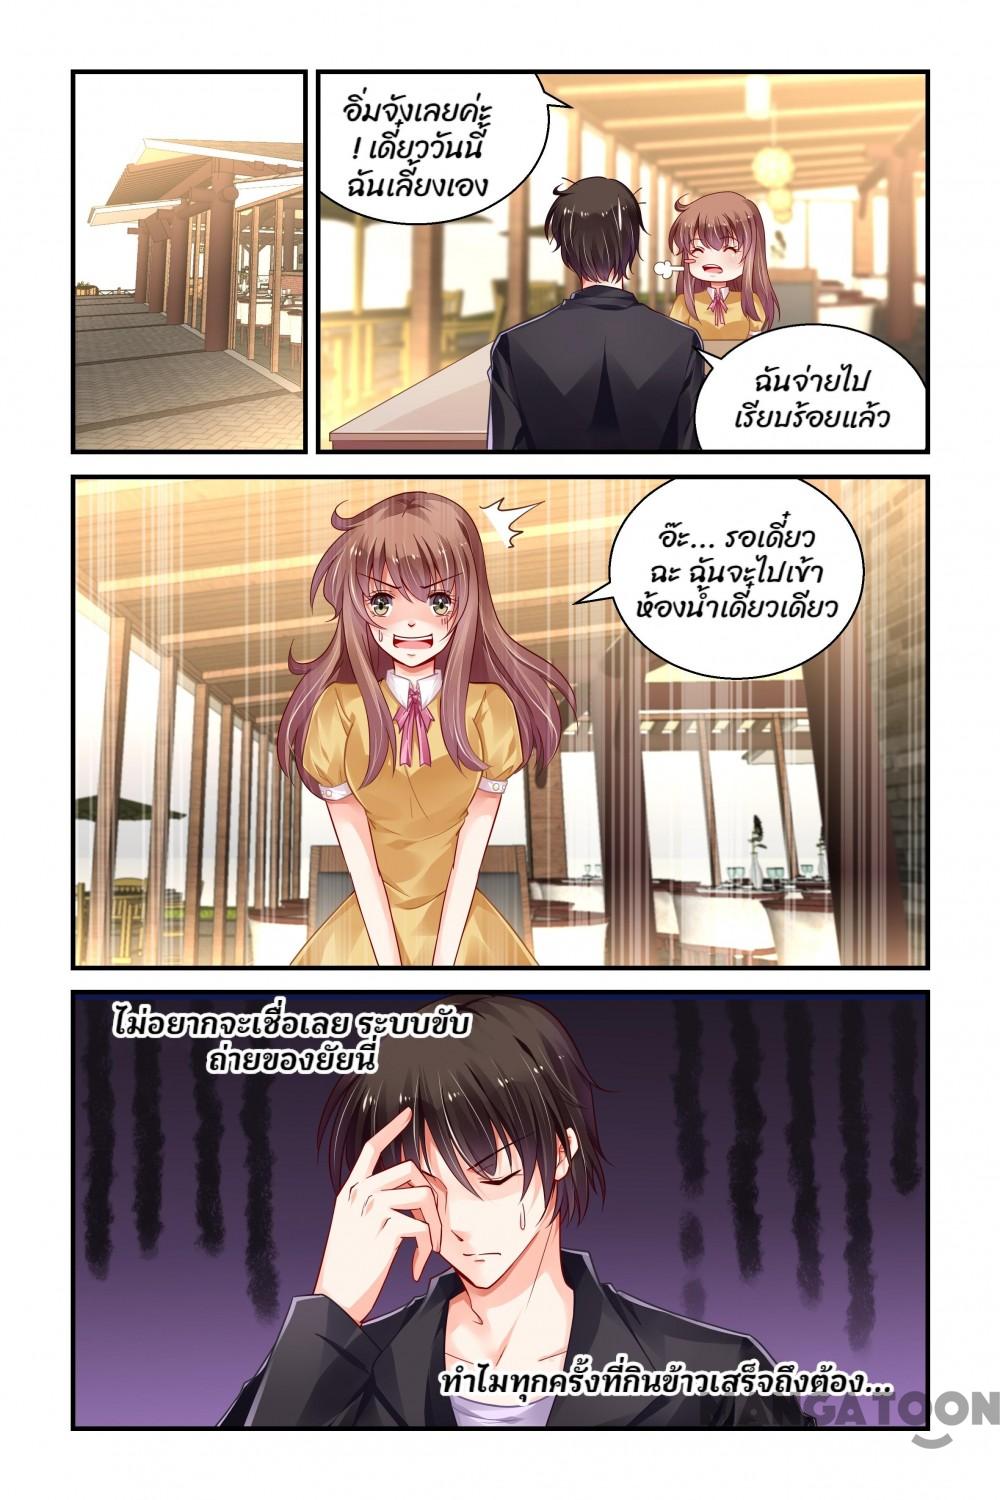 อิ่มจังเลยค่ะ
! เดี๋ยววันนี้
ฉันเลี้ยงเอง
ฉันจ่ายไป
เรียบร้อยแล้ว
อ๊ะ... รอเดี๋ยว
ฉะ ฉันจะไปเข้า
ห้องน้ำเดี๋ยวเดียว
ไม่อยากจะเชื่อเลย ระบบขับ
ถ่ายของยัยนี่
ทำไมทุกครั้งที่กินข้าวเสร็จถึงต้อง...
MANGATOON